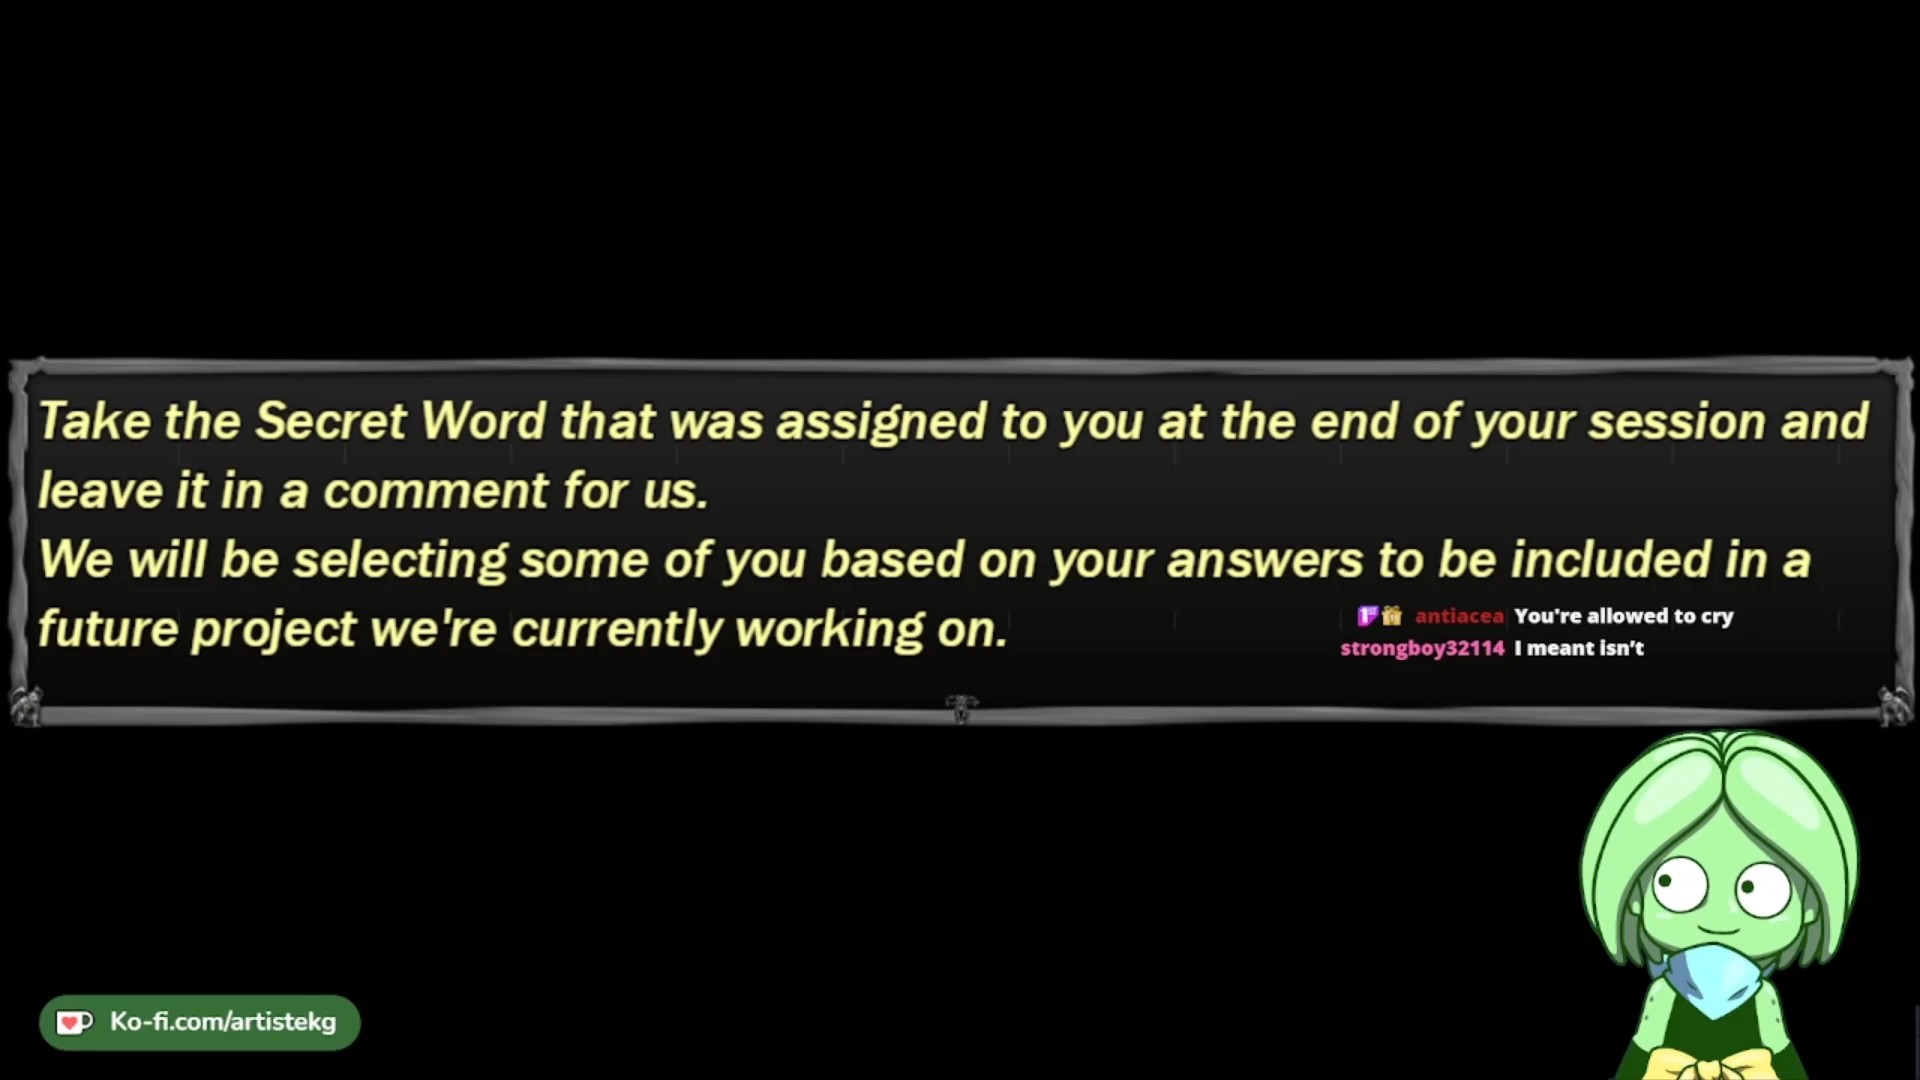 Take the Secret Word that was assigned to you at the end of your session and
leave it in a comment for us.
We will be selecting some of you based on your answers to be included in a
future project we're currently working on.
antiacea You're allowed to cry
strongboy32114 I meant isn’t
Ko-fi.com/artistekg